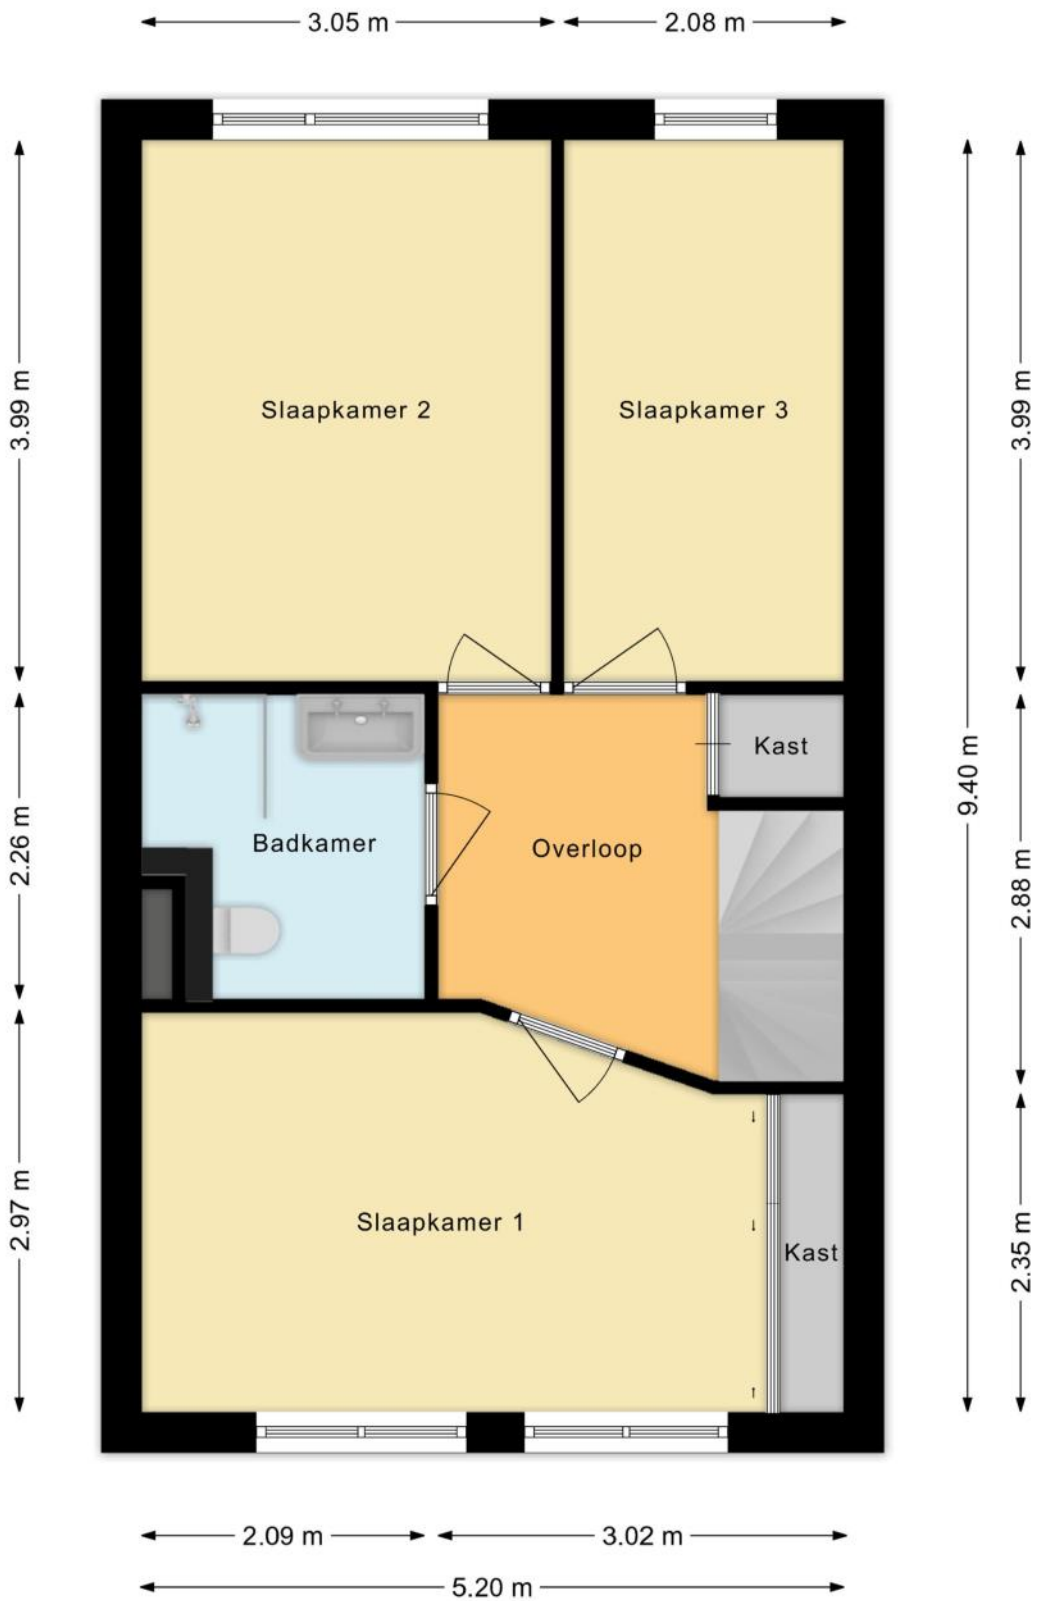 3.05 m
2.08 m
3.99 m
Slaapkamer 2
Slaapkamer 3
3.99 m
9.40 m
Kast
2.26 m
Badkamer
Overloop
2.88 m
2.97 m
Slaapkamer 1
Kast
2.35 m
2.09 m
3.02 m
5.20 m